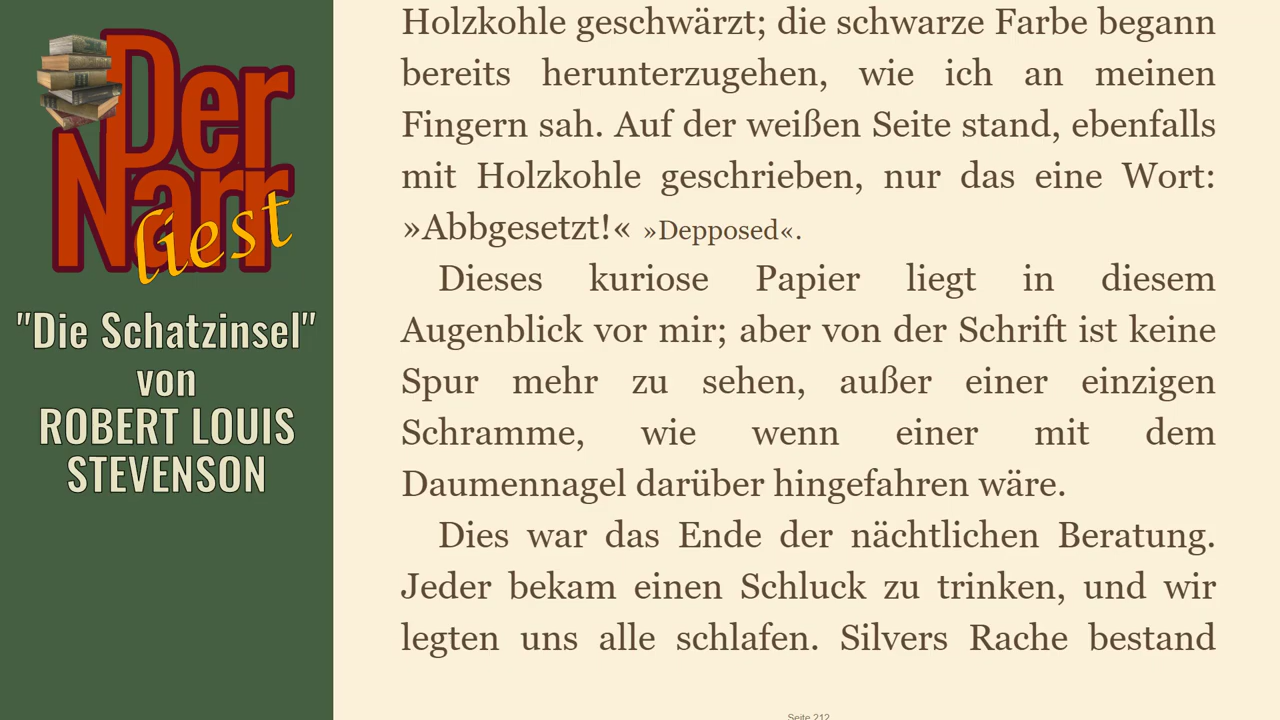 Der
Narr
liest
"Die Schatzinsel"
von
ROBERT LOUIS
STEVENSON
Holzkohle geschwärzt; die schwarze Farbe begann
bereits herunterzugehen, wie ich an meinen
Fingern sah. Auf der weißen Seite stand, ebenfalls
mit Holzkohle geschrieben, nur das eine Wort:
»Abbgesetzt!« »Depposed«.
Dieses kuriose Papier liegt in diesem
Augenblick vor mir; aber von der Schrift ist keine
Spur mehr zu sehen, außer einer einzigen
Schramme, wie wenn einer mit dem
Daumennagel darüber hingefahren wäre.
Dies war das Ende der nächtlichen Beratung.
Jeder bekam einen Schluck zu trinken, und wir
legten uns alle schlafen. Silvers Rache bestand
Seite 212